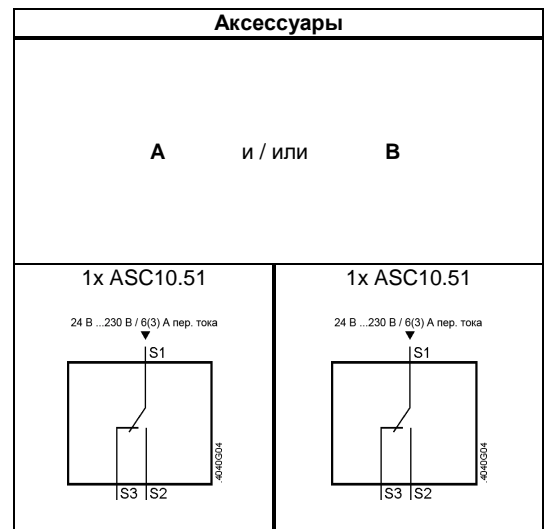 Аксессуары
A и / или B
1x ASC10.51 1x ASC10.51
24 В ...230 В / 6(3) А пер. тока 24 В ...230 В / 6(3) А пер. тока
S1 S1
4040G04 4040G04
S3 S2 S3 S2